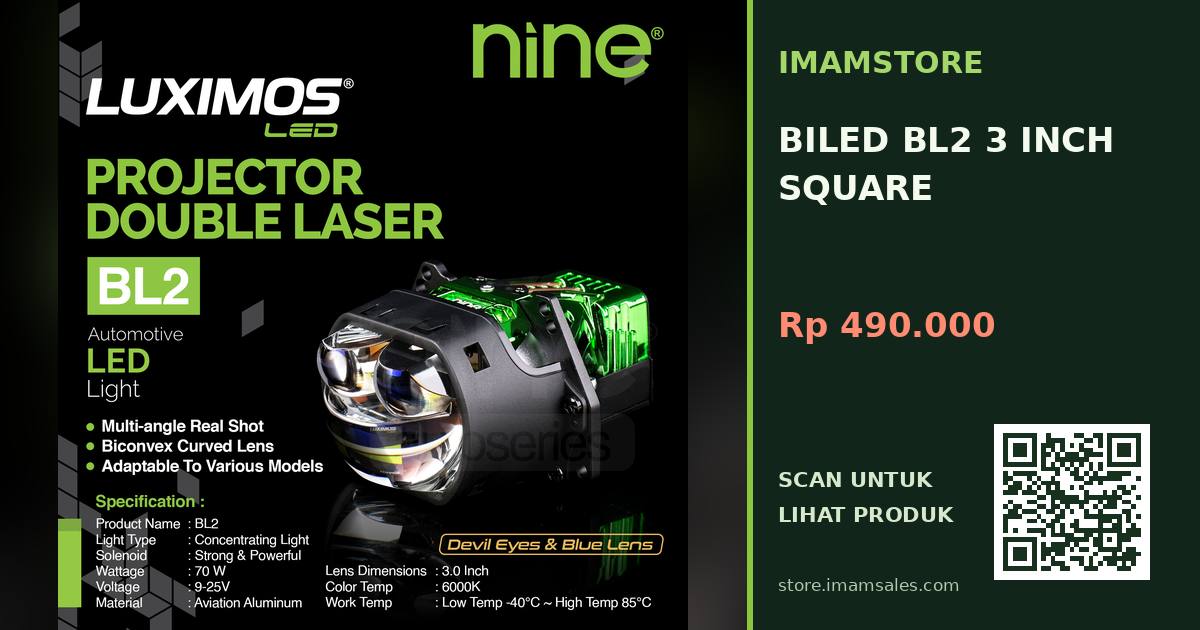 nine®
LUXIMOS®
LED
PROJECTOR
DOUBLE LASER
BL2
Automotive
LED
Light
Multi-angle Real Shot
Biconvex Curved Lens
Adaptable To Various Models
Specification :
Product Name : BL2
Light Type : Concentrating Light
Solenoid : Strong & Powerful
Wattage : 70 W
Voltage : 9-25V
Material : Aviation Aluminum
Devil Eyes & Blue Lens
Lens Dimensions : 3.0 Inch
Color Temp : 6000K
Work Temp : Low Temp -40°C ~ High Temp 85°C
LUXIMOS
IMAMSTORE
BILED BL2 3 INCH
SQUARE
Rp 490.000
SCAN UNTUK
LIHAT PRODUK
store.imamsales.com